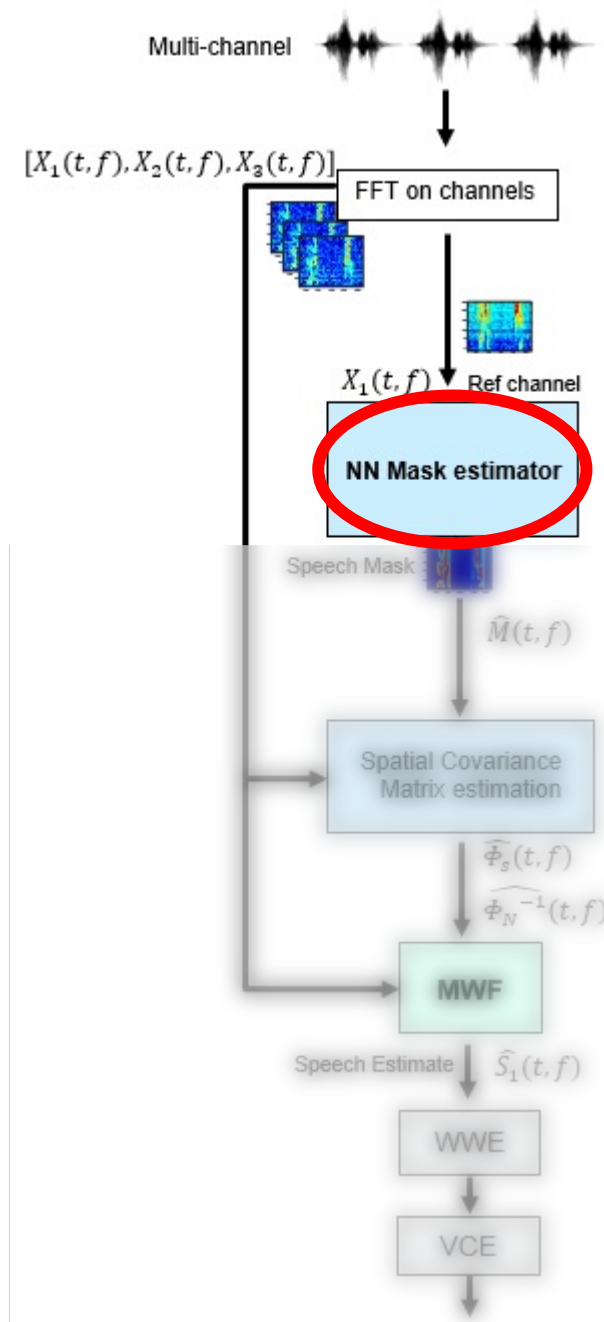 Multi-channel
[X₁(t,f), X₂(t,f), X₃(t,f)]
FFT on channels
X₁(t,f) Ref channel
NN Mask estimator
Speech Mask
M̂(t,f)
Spatial Covariance
Matrix estimation
Φ̂ₛ(t,f)
Φ̂_N⁻¹(t,f)
MWF
Speech Estimate Ŝ₁(t,f)
WWE
VCE